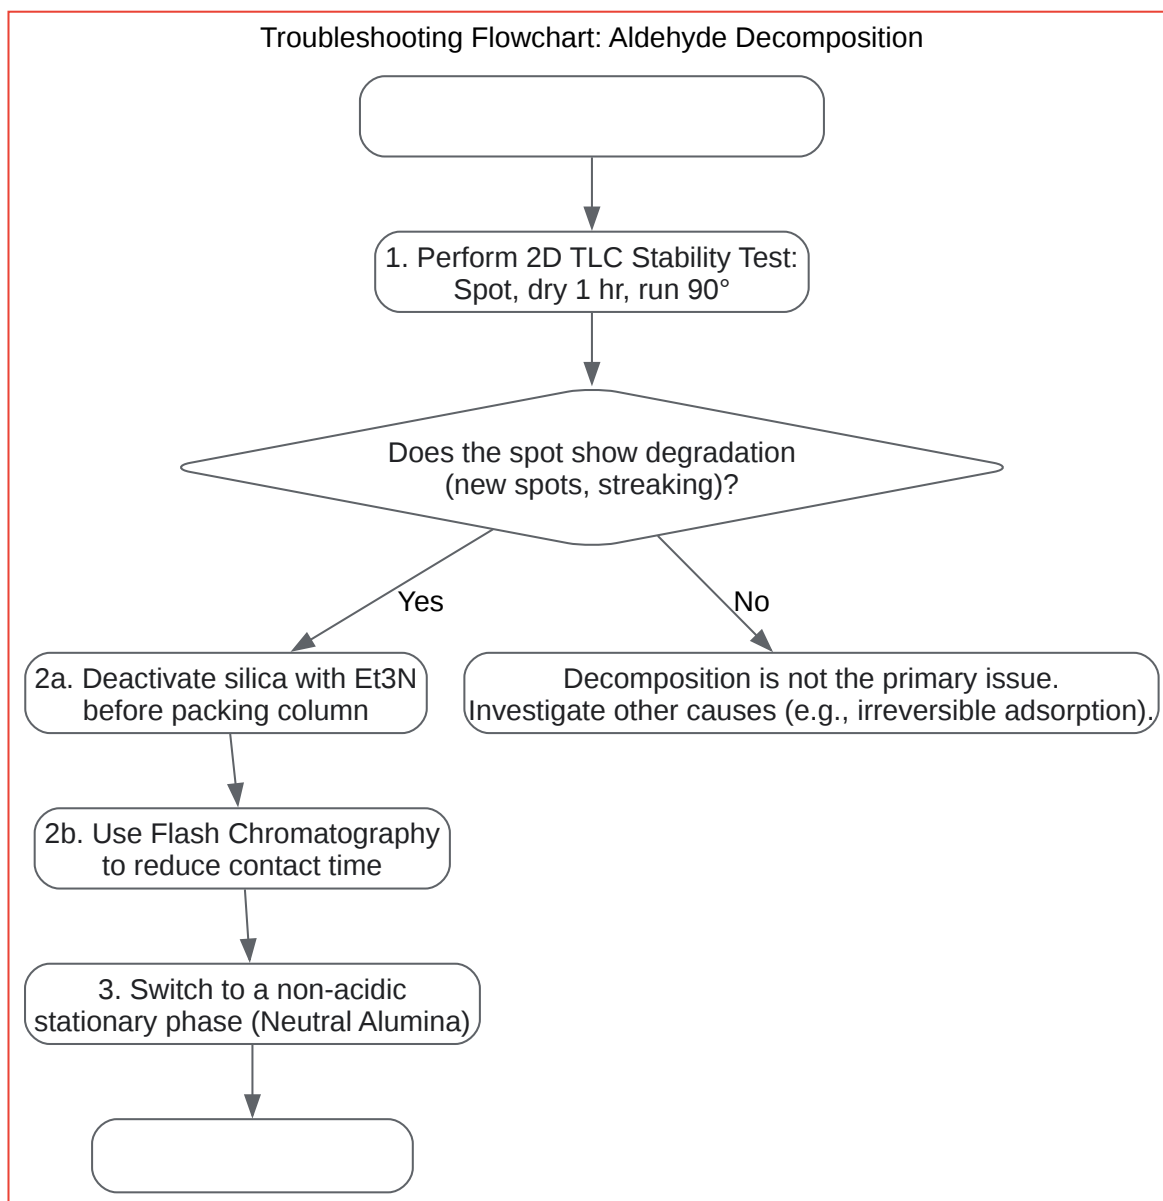 Troubleshooting Flowchart: Aldehyde Decomposition
1. Perform 2D TLC Stability Test:
Spot, dry 1 hr, run 90°
Does the spot show degradation
(new spots, streaking)?
Yes
No
2a. Deactivate silica with Et3N
before packing column
Decomposition is not the primary issue.
Investigate other causes (e.g., irreversible adsorption).
2b. Use Flash Chromatography
to reduce contact time
3. Switch to a non-acidic
stationary phase (Neutral Alumina)